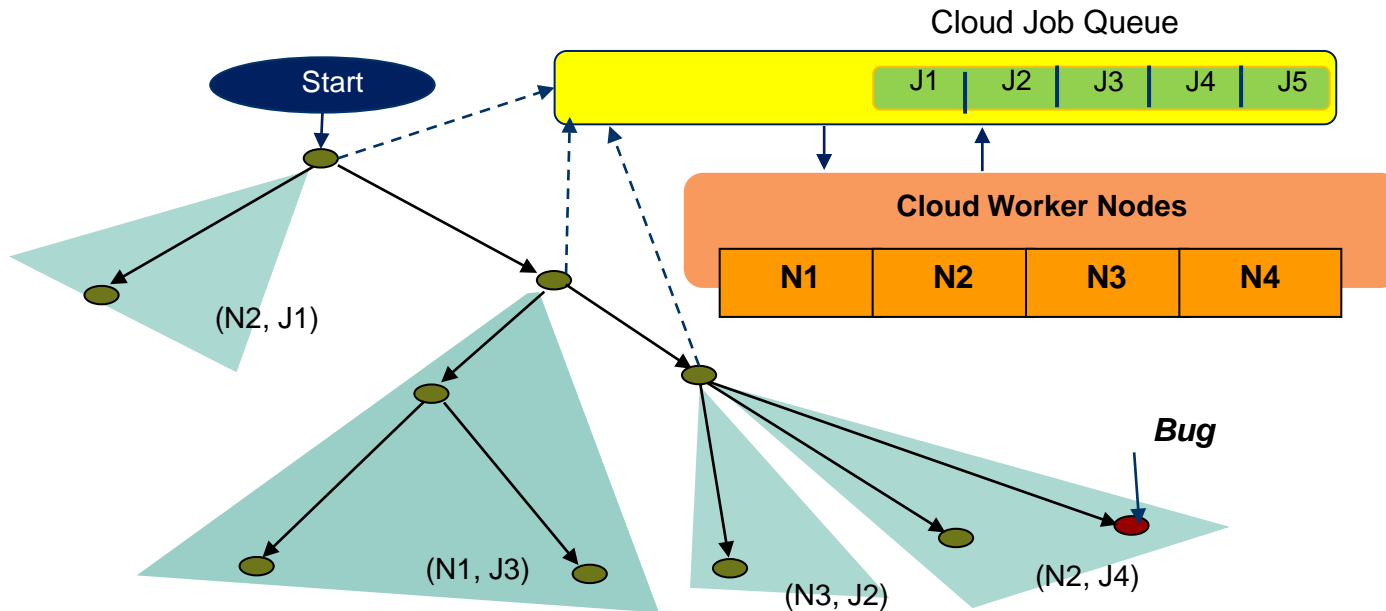 Cloud Job Queue
Start
J1 J2 J3 J4 J5
Cloud Worker Nodes
N1 N2 N3 N4
(N2, J1)
Bug
(N1, J3)
(N3, J2)
(N2, J4)